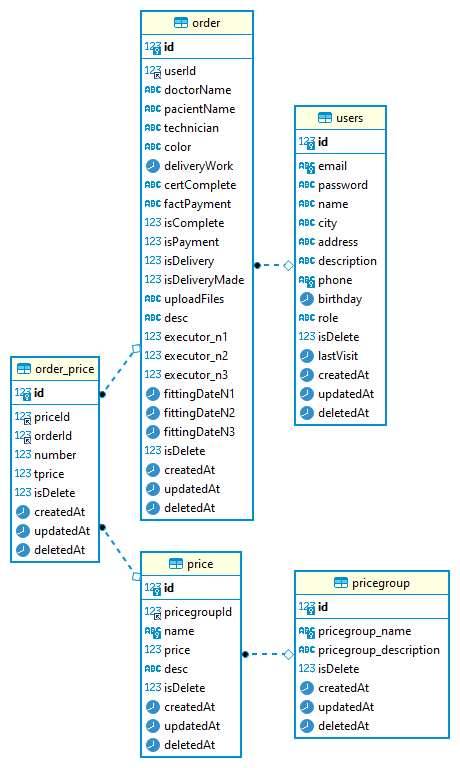 order
123 id
123 userId
ABC doctorName
ABC pacientName
ABC technician
ABC color
deliveryWork
ABC certComplete
ABC factPayment
123 isComplete
123 isPayment
123 isDelivery
123 isDeliveryMade
ABC uploadFiles
ABC desc
123 executor_n1
123 executor_n2
123 executor_n3
fittingDateN1
fittingDateN2
fittingDateN3
123 isDelete
createdAt
updatedAt
deletedAt
users
123 id
ABC email
ABC password
ABC name
ABC city
ABC address
ABC description
ABC phone
birthday
ABC role
123 isDelete
lastVisit
createdAt
updatedAt
deletedAt
order_price
123 id
123 priceId
123 orderId
123 number
123 tprice
123 isDelete
createdAt
updatedAt
deletedAt
price
123 id
123 pricegroupId
ABC name
123 price
ABC desc
123 isDelete
createdAt
updatedAt
deletedAt
pricegroup
123 id
ABC pricegroup_name
ABC pricegroup_description
123 isDelete
createdAt
updatedAt
deletedAt